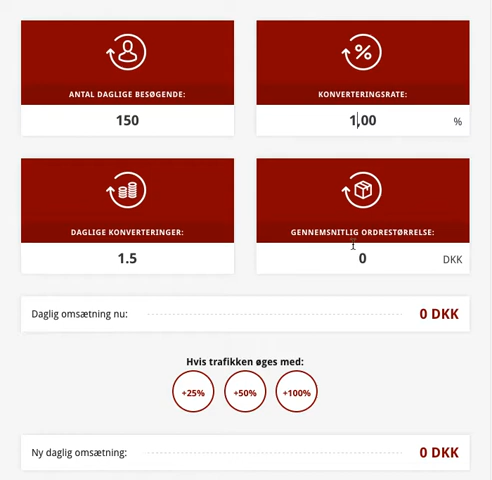 ANTAL DAGLIGE BESØGENDE:
150
KONVERTERINGSRATE:
1,00 %
DAGLIGE KONVERTERINGER:
1.5
GENNEMSNITLIG ORDRESTØRRELSE:
0 DKK
Daglig omsætning nu: 0 DKK
Hvis trafikken øges med:
+25% +50% +100%
Ny daglig omsætning: 0 DKK